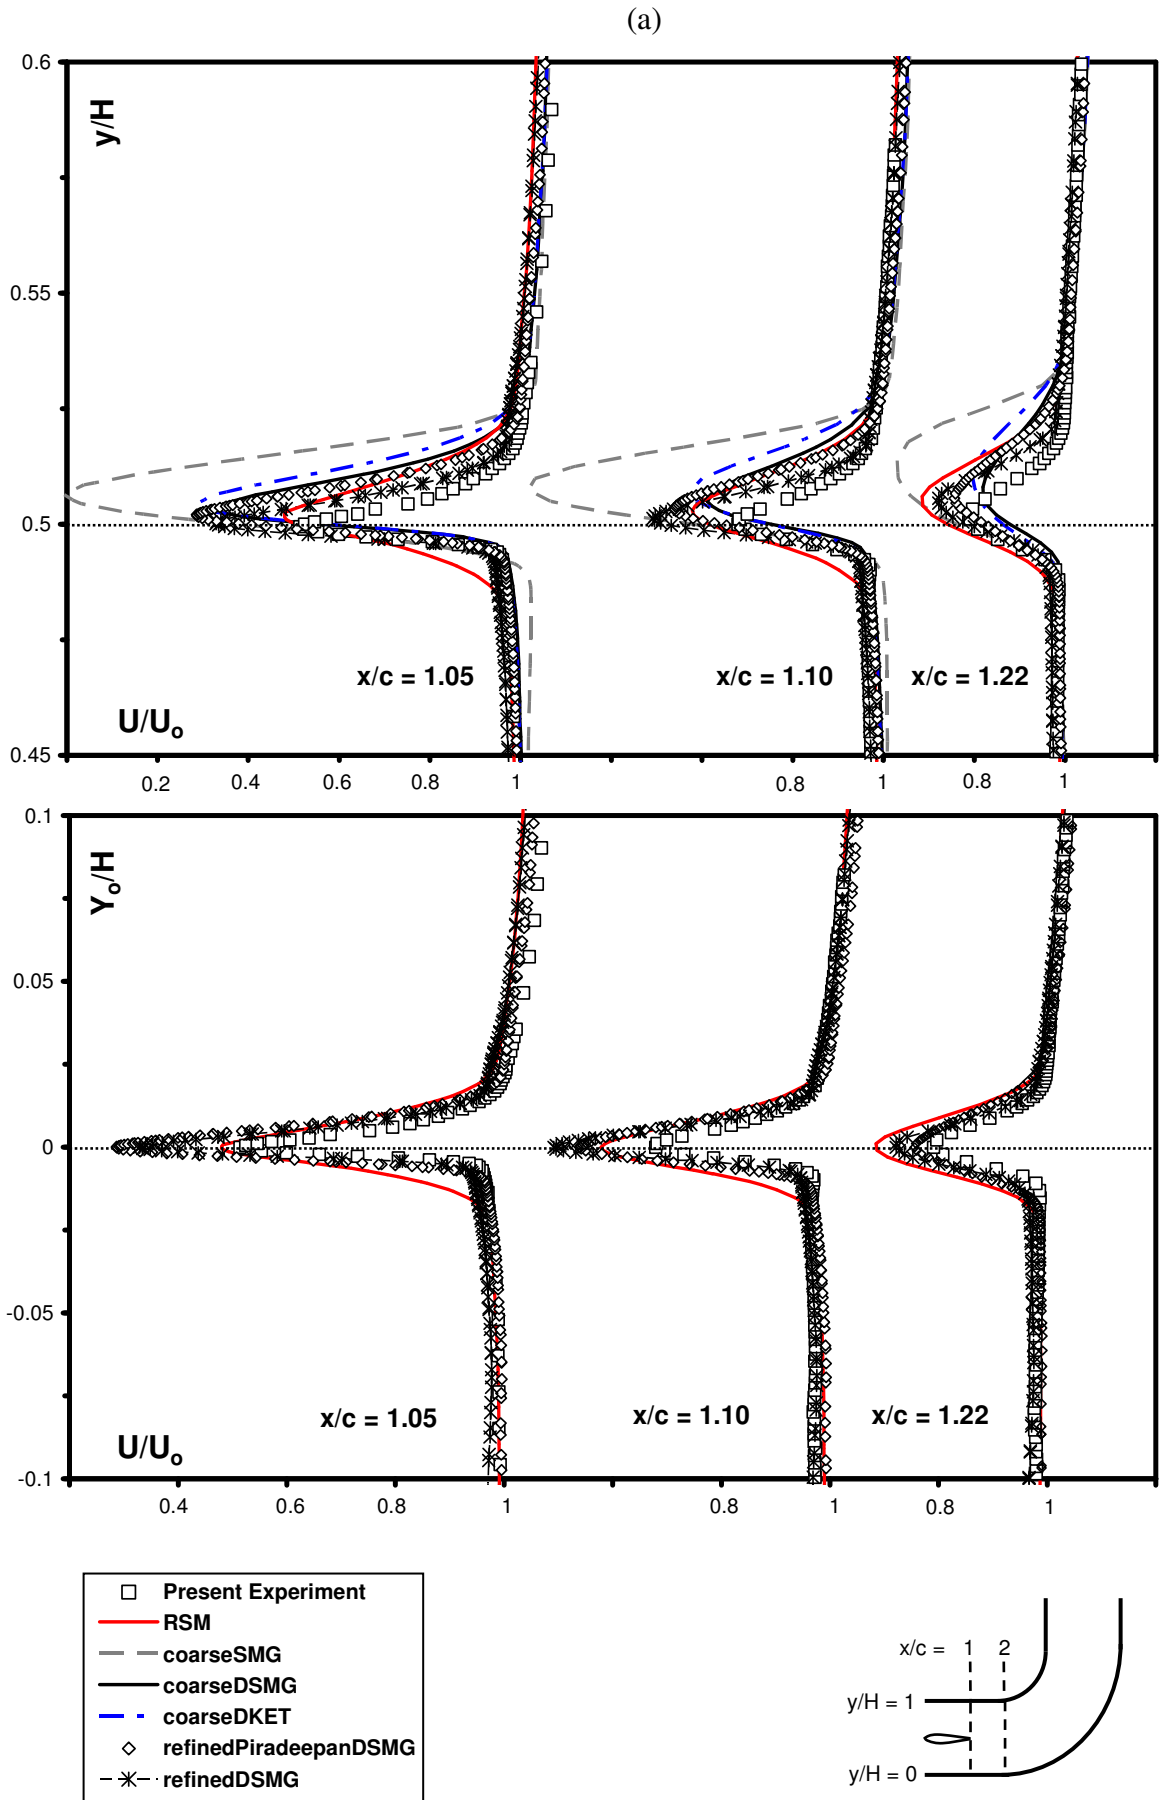 (a)
0.6
y/H
0.55
0.5
x/c = 1.05
x/c = 1.10
x/c = 1.22
U/Uₒ
0.45
0.2
0.4
0.6
0.8
1
0.8
1
0.8
1
0.1
Yₒ/H
0.05
0
-0.05
x/c = 1.05
x/c = 1.10
x/c = 1.22
U/Uₒ
-0.1
0.4
0.6
0.8
1
0.8
1
0.8
1
Present Experiment
RSM
coarseSMG
coarseDSMG
coarseDKET
refinedPiradeepanDSMG
refinedDSMG
x/c = 1 2
y/H = 1
y/H = 0